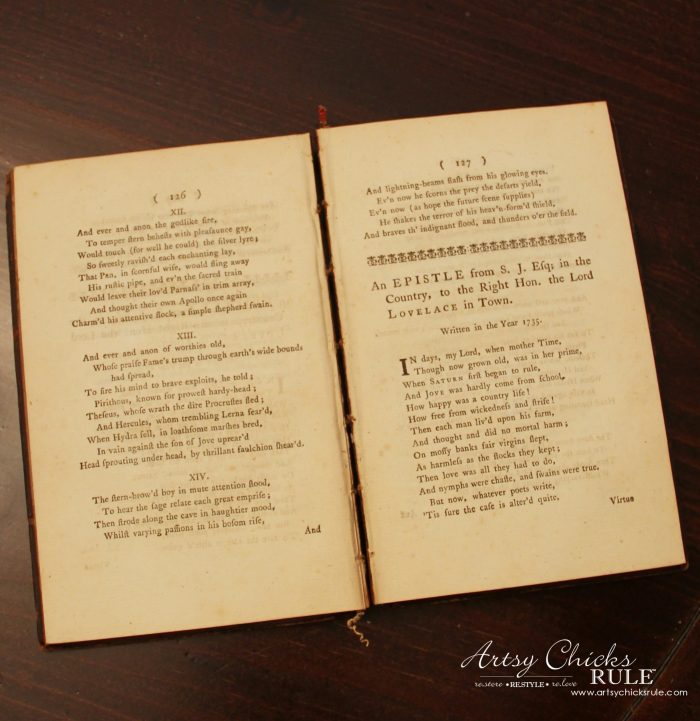 ( 126 )
XII.
And ever and anon the godlike fire,
To temper ſtern beheſts with pleaſaunce gay,
Would touch (for well he could) the ſilver lyre;
So ſweetly raviſh'd each enchanting lay,
That Pan, in ſcornful wiſe, would fling away
His ruſtic pipe, and ev'n the ſacred train
Would leave their lov'd Parnaſs' in trim array,
And thought their own Apollo once again
Charm'd his attentive flock, a ſimple ſhepherd ſwain.
XIII.
And ever and anon of worthies old,
Whoſe praiſe Fame's trump through earth's wide bounds
had ſpread,
To fire his mind to brave exploits, he told;
Pirithous, known for proweſt hardy-head;
Theſeus, whoſe wrath the dire Procruſtes fled;
And Hercules, whom trembling Lerna fear'd,
When Hydra fell, in loathſome marſhes bred,
In vain againſt the ſon of Jove uprear'd
Head ſprouting under head, by thrillant faulchion ſhear'd.
XIV.
The ſtern-brow'd boy in mute attention ſtood,
To hear the ſage relate each great empriſe;
Then ſtrode along the cave in haughtier mood,
Whilſt varying paſſions in his boſom riſe,
And
( 127 )
And lightning-beams flaſh from his glowing eyes.
Ev'n now he ſcorns the prey the deſarts yield,
Ev'n now (as hope the future ſcene ſupplies)
He ſhakes the terror of his heav'n-form'd ſhield,
And braves th' indignant flood, and thunders o'er the field.
An EPISTLE from S. J. Eſq; in the
Country, to the Right Hon. the Lord
LOVELACE in Town.
Written in the Year 1735.
IN days, my Lord, when mother Time,
Though now grown old, was in her prime,
When SATURN firſt began to rule,
And JOVE was hardly come from ſchool,
How happy was a country life!
How free from wickedneſs and ſtrife!
Then each man liv'd upon his farm,
And thought and did no mortal harm;
On moſſy banks fair virgins ſlept,
As harmleſs as the flocks they kept;
Then love was all they had to do,
And nymphs were chaſte, and ſwains were true.
But now, whatever poets write,
'Tis ſure the caſe is alter'd quite,
Virtue
Artsy Chicks
RULE
re.store • RESTYLE • re.love
www.artsychicksrule.com